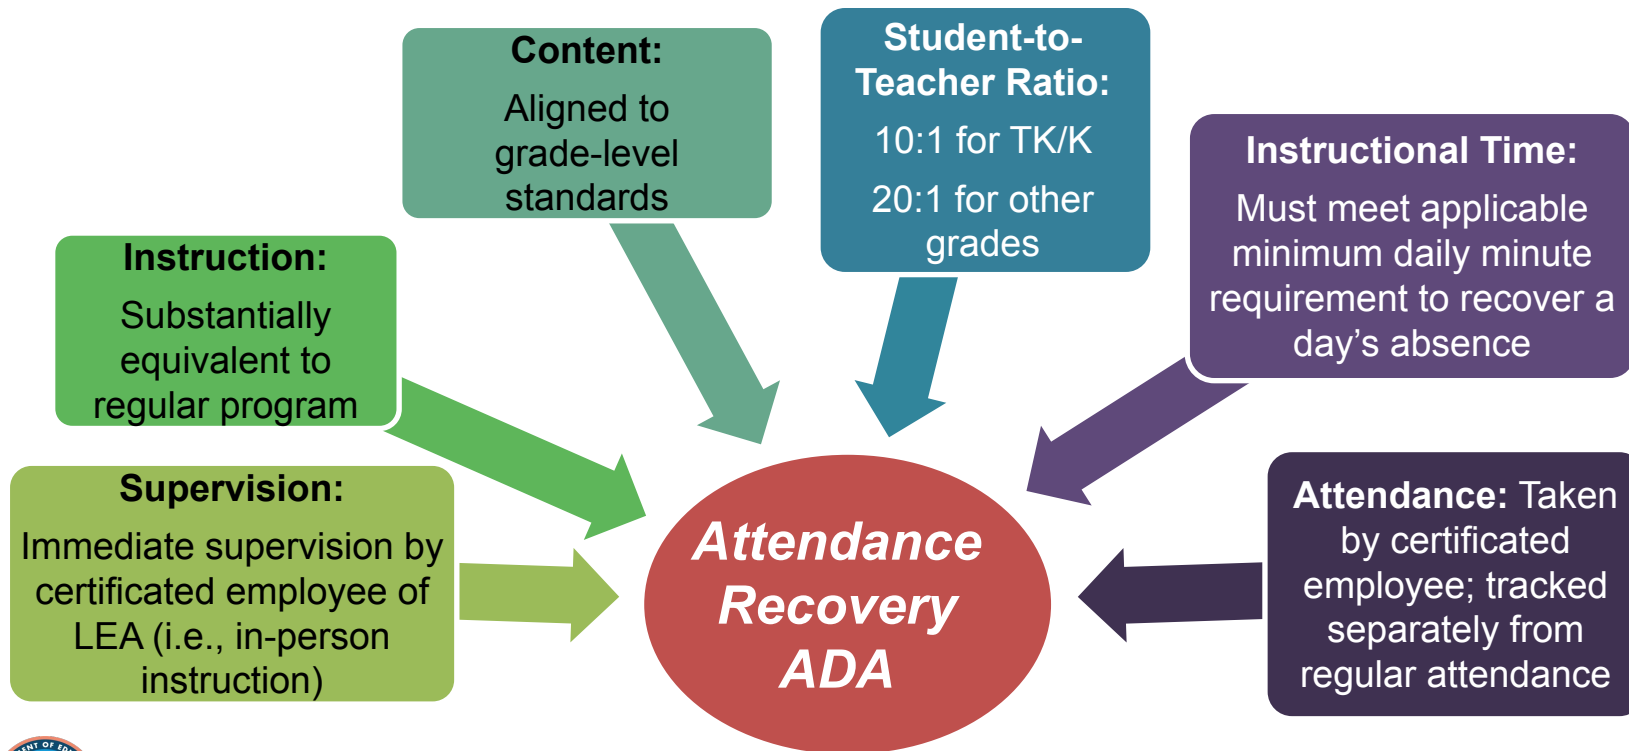 Content:
Aligned to
grade-level
standards
Student-to-
Teacher Ratio:
10:1 for TK/K
20:1 for other
grades
Instructional Time:
Must meet applicable
minimum daily minute
requirement to recover a
day’s absence
Instruction:
Substantially
equivalent to
regular program
Supervision:
Immediate supervision by
certificated employee of
LEA (i.e., in-person
instruction)
Attendance: Taken
by certificated
employee; tracked
separately from
regular attendance
Attendance
Recovery
ADA
OF